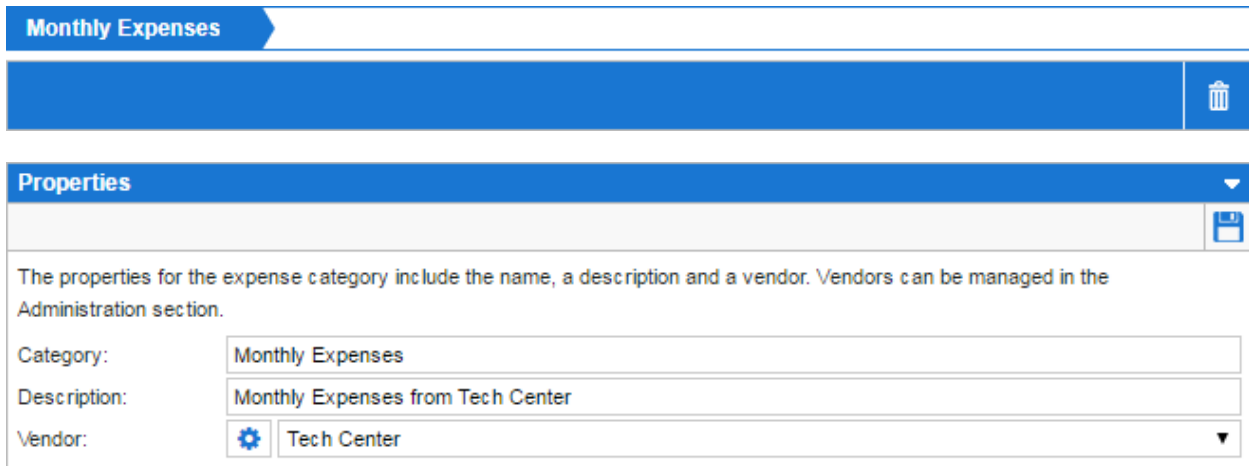 Monthly Expenses
Properties
The properties for the expense category include the name, a description and a vendor. Vendors can be managed in the
Administration section.
Category: Monthly Expenses
Description: Monthly Expenses from Tech Center
Vendor: Tech Center